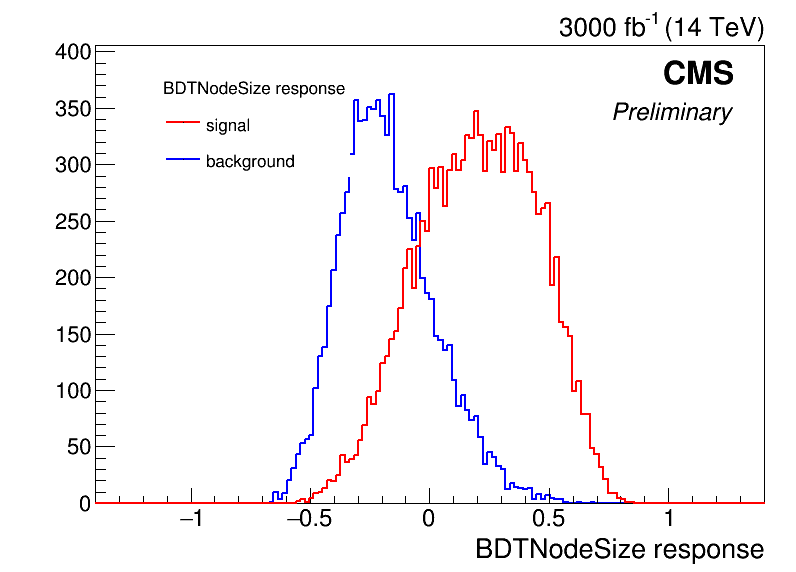 3000 fb-1 (14 TeV)
CMS
Preliminary
BDTNodeSize response
signal
background
400
350
300
250
200
150
100
50
0
−1 −0.5 0 0.5 1
BDTNodeSize response